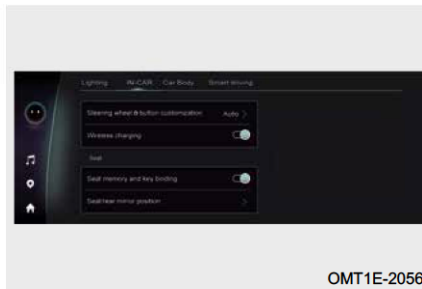 Lighting IN-CAR Car Body Smart driving
Steering wheel & button customization Auto >
Wireless charging
Seat
Seat memory and key binding
Seat/rear mirror position >
OMT1E-2056